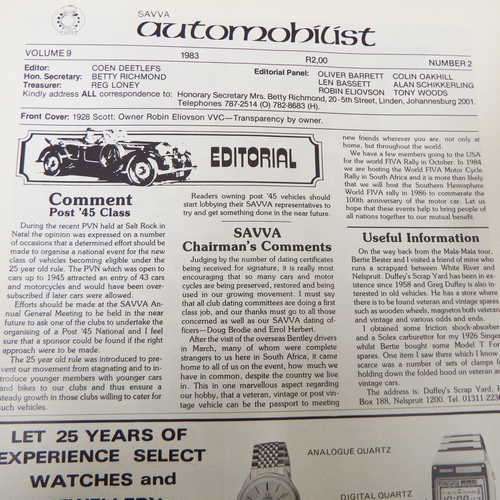 SAVVA
automobilist
VOLUME 9 1983 R2,00 NUMBER 2
Editor: COEN DEETLEFS
Hon. Secretary: BETTY RICHMOND
Treasurer: REG LONEY
Editorial Panel: OLIVER BARRETT COLIN OAKHILL
LEN BASSETT ALAN SCHIKERLING
ROBIN ELIOVSON TONY WOODS
Kindly address ALL correspondence to: Honorary Secretary Mrs. Betty Richmond, 20-5th Street, Linden, Johannesburg 2001.
Telephones 787-2514 (O) 782-8683 (H).
Front Cover: 1928 Scott: Owner Robin Eliovson VVC—Transparency by owner.
EDITORIAL
Comment
Post '45 Class
During the recent PVN held at Salt Rock in
Natal the opinion was expressed on a number
of occasions that a determined effort should be
made to organise a national event for the new
class of vehicles becoming eligible under the
25 year old rule. The PVN which was open to
cars up to 1945 attracted an entry of 43 cars
and motorcycles and would have been over-
subscribed if later cars were allowed.
Efforts should be made at the SAVVA An-
nual General Meeting to be held in the near
future to ask one of the clubs to undertake the
organising of a Post '45 National and I feel
sure that a sponsor could be found if the right
approach were to be made.
The 25 year old rule was introduced to pre-
vent our movement from stagnating and to in-
troduce younger members with younger cars
and bikes to our clubs and thus ensure a
steady growth in those clubs willing to cater for
such vehicles.
Readers owning post '45 vehicles should
start lobbying their SAVVA representatives to
try and get something done in the near future.
SAVVA
Chairman's Comments
Judging by the number of dating certificates
being received for signature, it is really most
encouraging that so many cars and motor
cycles are being preserved, restored and being
used in our growing movement. I must say
that all club dating committees are doing a first
class job, and our thanks must go to all those
concerned as well as our SAVVA dating of-
ficers—Doug Brodie and Errol Herbert.
After the visit of the overseas Bentley drivers
in March, many of whom were complete
strangers to us here in South Africa, it came
home to all of us on the event, how much we
have in common, despite the country we live
in. This in one marvellous aspect regarding
our hobby, that a veteran, vintage or post vin-
tage vehicle can be the passport to meeting
new friends wherever you are, not only at
home, but throughout the world.
We have a few members going to the USA
for the world FIVA Rally in October. In 1984
we are hosting the World FIVA Motor Cycle
Rally in South Africa and it is more than likely
that we will host the Southern Hemisphere
World FIVA rally in 1986 to commemorate the
100th anniversary of the motor car. Let us
hope that these events help to bring people of
all nations together to our mutual benefit.
Useful Information
On the way back from the Mala-Mala tour,
Bertie Bester and I visited a friend of mine who
runs a scrapyard between White River and
Nelspruit. Duffey's Scrap Yard has been in ex-
istence since 1958 and Greg Duffey is also in-
terested in old vehicles. He has a store where
there is to be found veteran and vintage spares
such as wooden wheels, magnetos both veteran
and vintage and various odds and ends.
I obtained some friction shock-absorber
and a Solex carburettor for my 1926 Singer
whilst Bertie bought some Model T For
spares. One item I saw there which I know
scarce was a number of sets of clamps f
holding down the folded hood on veteran an
vintage cars.
The address is: Duffey's Scrap Yard, P
Box 188, Nelspruit 1200. Tel. 01311-223
LET 25 YEARS OF
EXPERIENCE SELECT
WATCHES and
ANALOGUE QUARTZ
DIGITAL QUARTZ